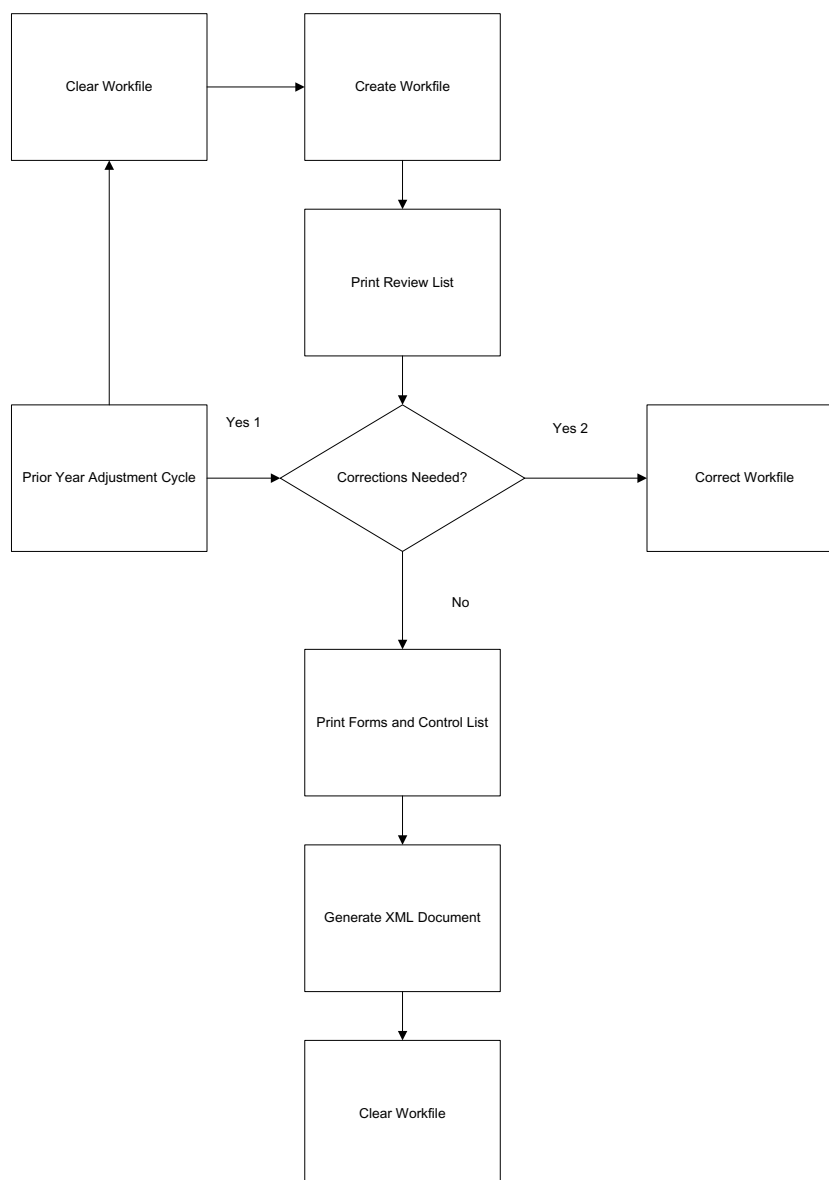 Clear Workfile
Create Workfile
Print Review List
Yes 1
Yes 2
Prior Year Adjustment Cycle
Corrections Needed?
Correct Workfile
No
Print Forms and Control List
Generate XML Document
Clear Workfile